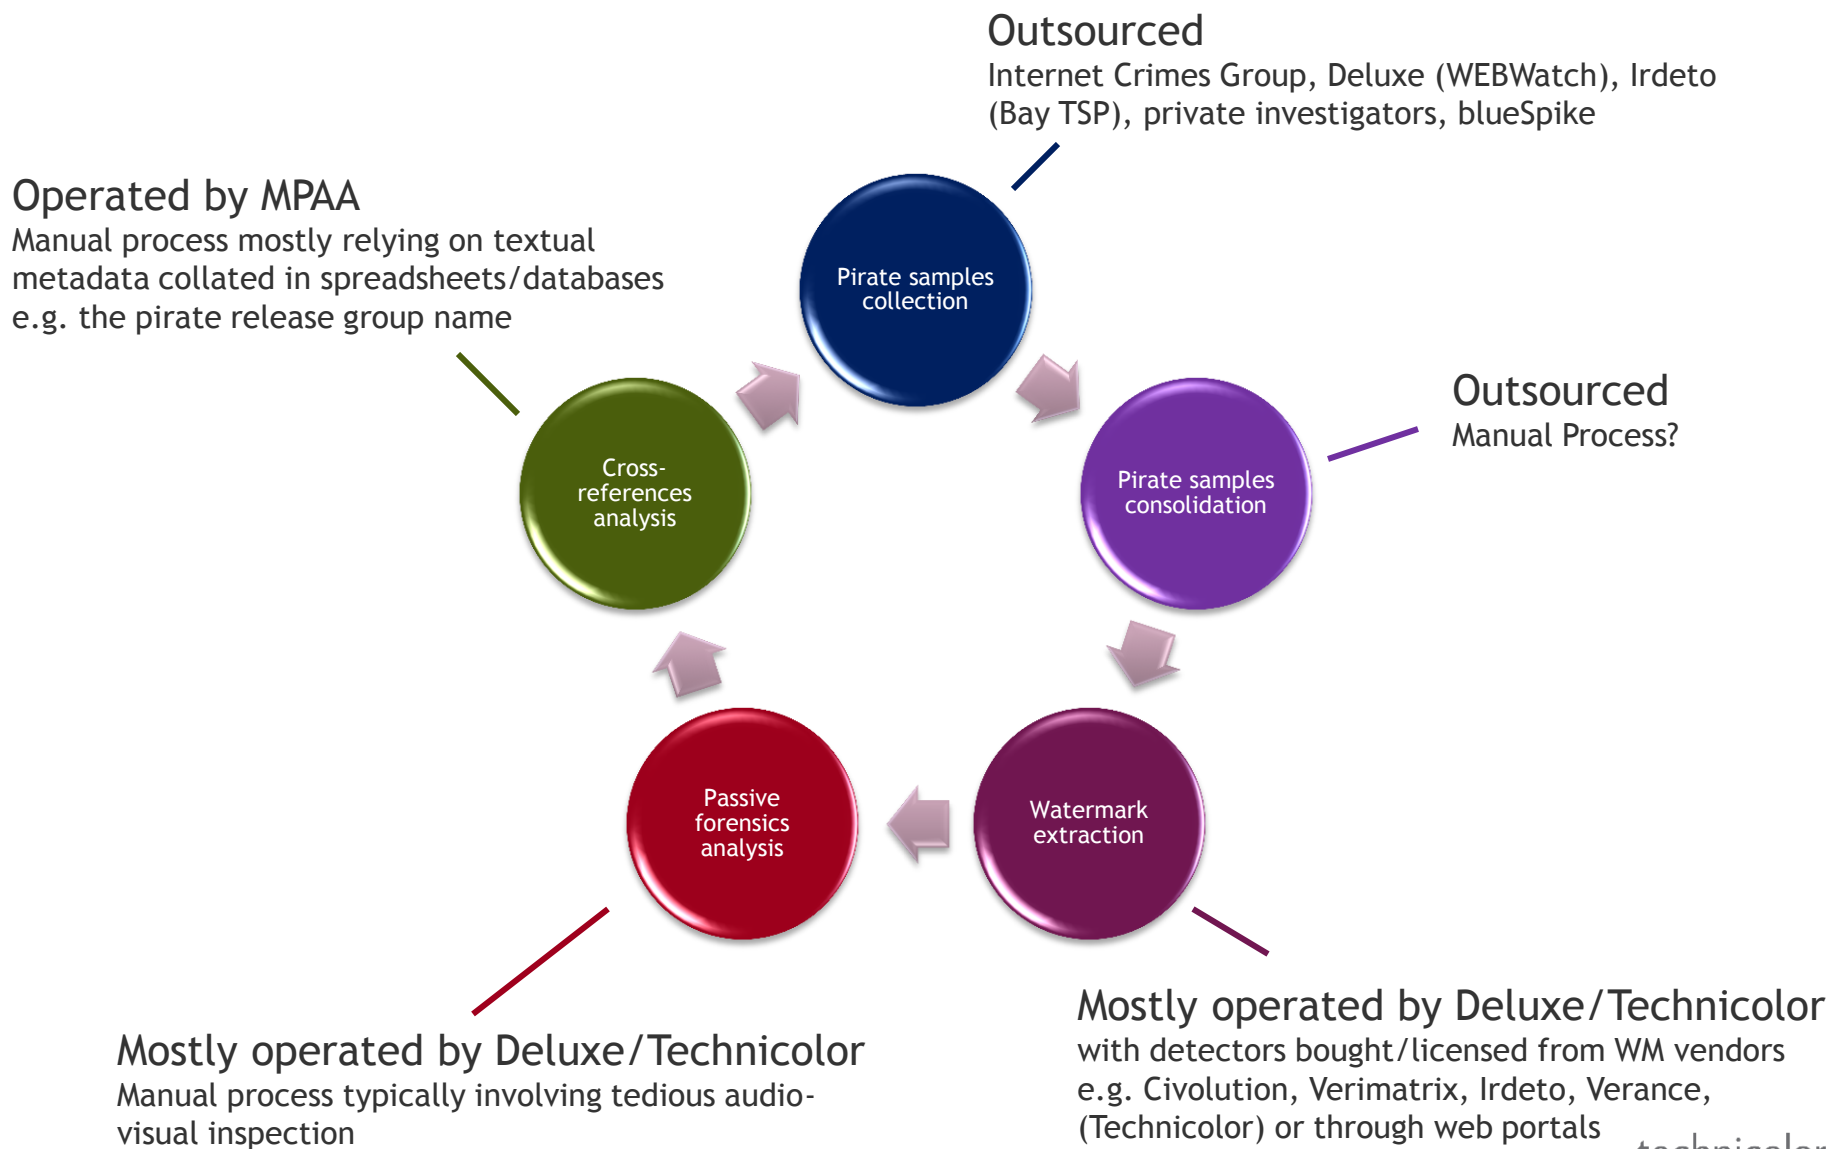 Outsourced
Internet Crimes Group, Deluxe (WEBWatch), Irdeto
(Bay TSP), private investigators, blueSpike
Operated by MPAA
Manual process mostly relying on textual
metadata collated in spreadsheets/databases
e.g. the pirate release group name
Pirate samples
collection
Outsourced
Manual Process?
Cross-
references
analysis
Pirate samples
consolidation
Passive
forensics
analysis
Watermark
extraction
Mostly operated by Deluxe/Technicolor
with detectors bought/licensed from WM vendors
e.g. Civolution, Verimatrix, Irdeto, Verance,
(Technicolor) or through web portals
Mostly operated by Deluxe/Technicolor
Manual process typically involving tedious audio-
visual inspection
technicolor